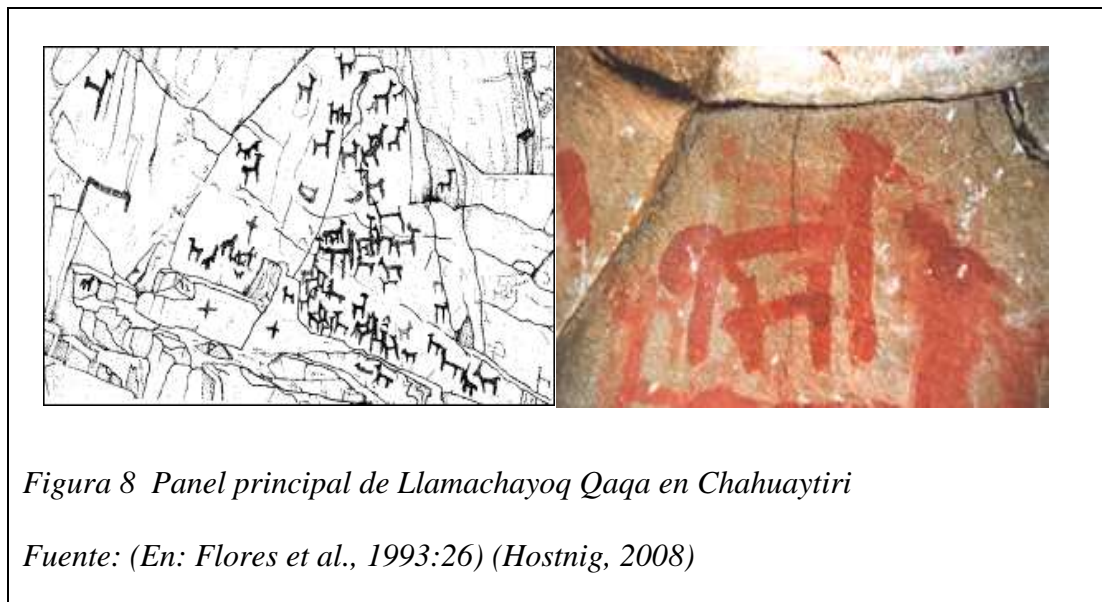 Figura 8 Panel principal de Llamachayoq Qaqa en Chahuaytiri
Fuente: (En: Flores et al., 1993:26) (Hostnig, 2008)